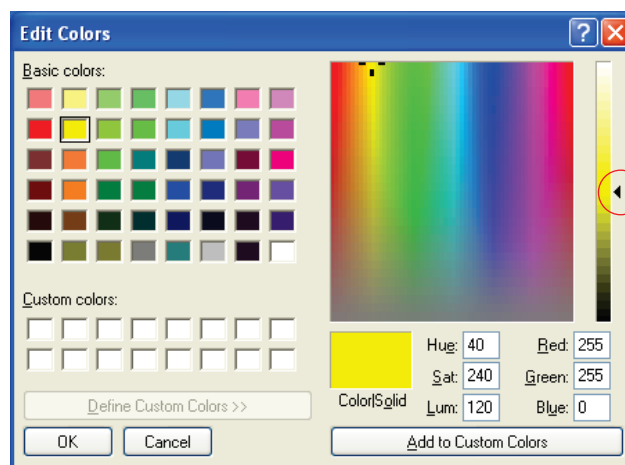 Edit Colors
?
Basic colors:
Custom colors:
Define Custom Colors >>
OK
Cancel
Color|Solid
Hue: 40
Sat: 240
Lum: 120
Red: 255
Green: 255
Blue: 0
Add to Custom Colors